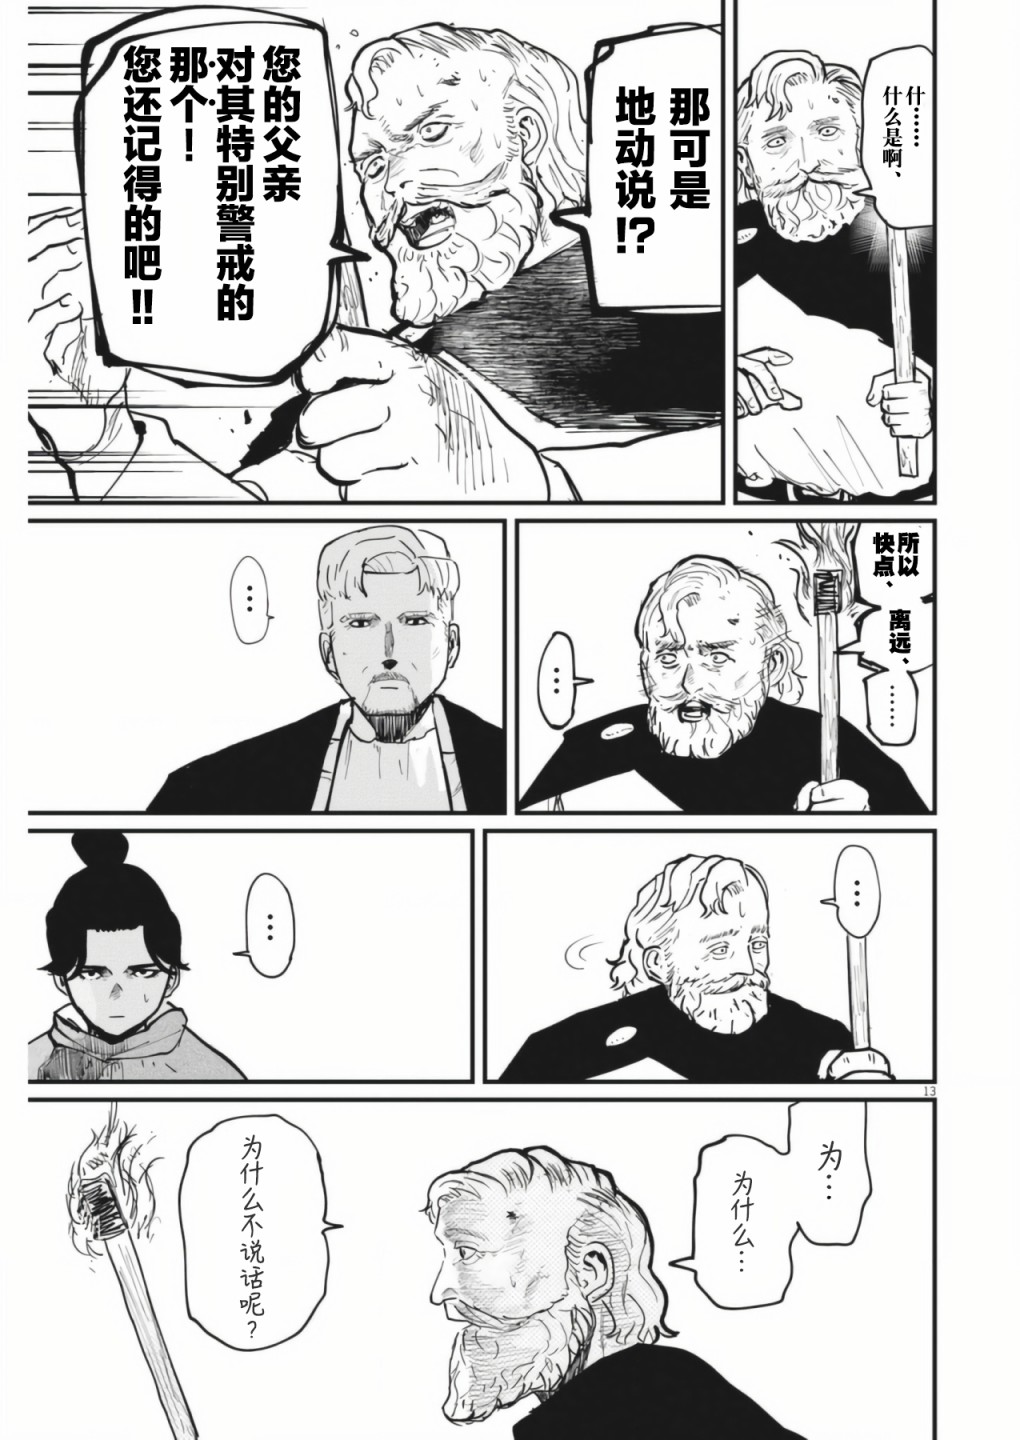 什……
什么是啊、
那可是
地动说!?
您的父亲
对其特别警戒的
那个！
您还记得的吧!!
所以
快点、
离远、
……
…
…
…
…
为…
为什么…
为什么不说话呢？
13